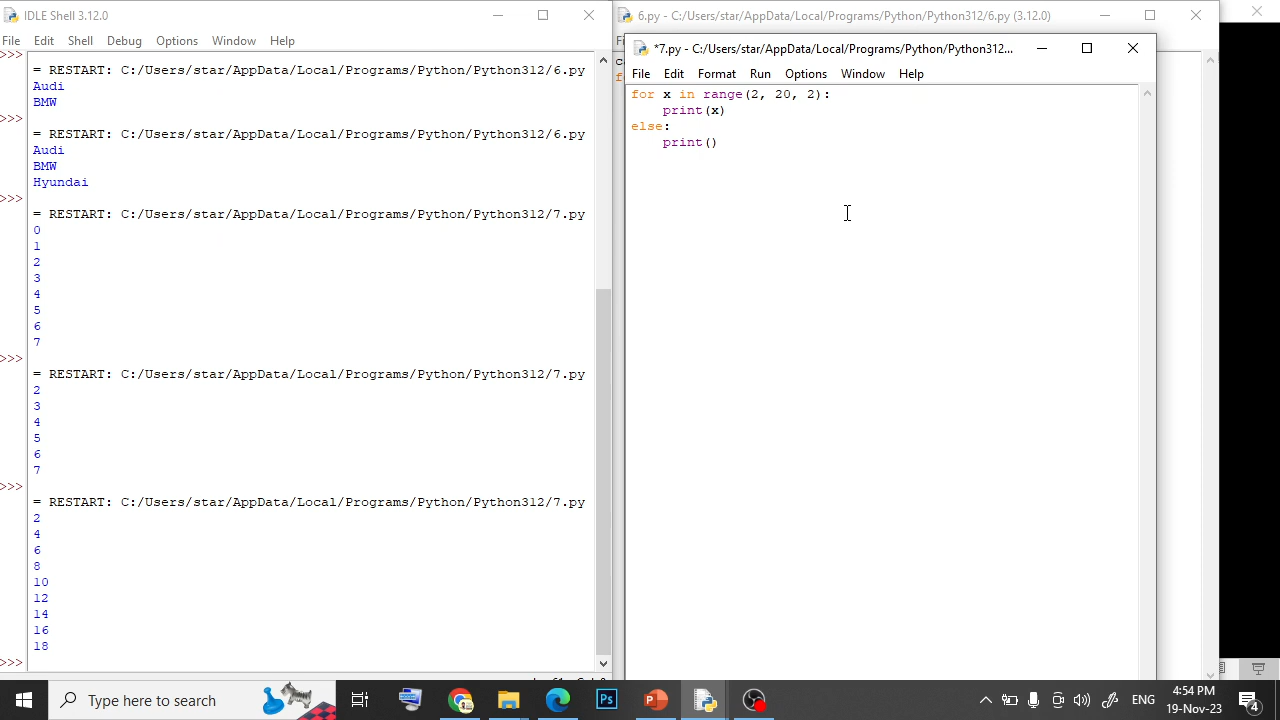 IDLE Shell 3.12.0
File Edit Shell Debug Options Window Help
>>>
= RESTART: C:/Users/star/AppData/Local/Programs/Python/Python312/6.py
Audi
BMW
>>>
= RESTART: C:/Users/star/AppData/Local/Programs/Python/Python312/6.py
Audi
BMW
Hyundai
>>>
= RESTART: C:/Users/star/AppData/Local/Programs/Python/Python312/7.py
0
1
2
3
4
5
6
7
>>>
= RESTART: C:/Users/star/AppData/Local/Programs/Python/Python312/7.py
2
3
4
5
6
7
>>>
= RESTART: C:/Users/star/AppData/Local/Programs/Python/Python312/7.py
2
4
6
8
10
12
14
16
18
>>>
6.py - C:/Users/star/AppData/Local/Programs/Python/Python312/6.py (3.12.0)
*7.py - C:/Users/star/AppData/Local/Programs/Python/Python312...
File Edit Format Run Options Window Help
for x in range(2, 20, 2):
    print(x)
else:
    print()
Type here to search
Ps
ENG
4:54 PM
19-Nov-23
4